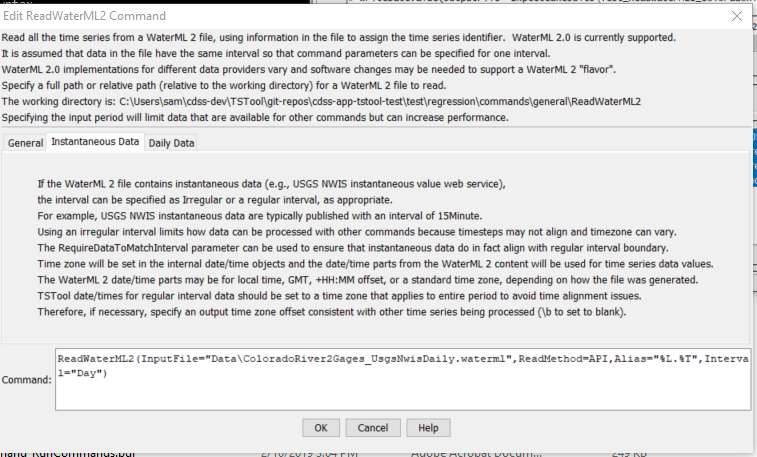 Edit ReadWaterML2 Command
Read all the time series from a WaterML 2 file, using information in the file to assign the time series identifier. WaterML 2.0 is currently supported.
It is assumed that data in the file have the same interval so that command parameters can be specified for one interval.
WaterML 2.0 implementations for different data providers vary and software changes may be needed to support a WaterML 2 "flavor".
Specify a full path or relative path (relative to the working directory) for a WaterML 2 file to read.
The working directory is: C:\Users\sam\cdss-dev\TSTool\git-repos\cdss-app-tstool-test\test\regression\commands\general\ReadWaterML2
Specifying the input period will limit data that are available for other commands but can increase performance.
General Instantaneous Data Daily Data
If the WaterML 2 file contains instantaneous data (e.g., USGS NWIS instantaneous value web service),
the interval can be specified as Irregular or a regular interval, as appropriate.
For example, USGS NWIS instantaneous data are typically published with an interval of 15Minute.
Using an irregular interval limits how data can be processed with other commands because timesteps may not align and timezone can vary.
The RequireDataToMatchInterval parameter can be used to ensure that instantaneous data do in fact align with regular interval boundary.
Time zone will be set in the internal date/time objects and the date/time parts from the WaterML 2 content will be used for time series data values.
The WaterML 2 date/time parts may be for local time, GMT, +HH:MM offset, or a standard time zone, depending on how the file was generated.
TSTool date/times for regular interval data should be set to a time zone that applies to entire period to avoid time alignment issues.
Therefore, if necessary, specify an output time zone offset consistent with other time series being processed (\b to set to blank).
Command:
ReadWaterML2(InputFile="Data\ColoradoRiver2Gages_UsgsNwisDaily.waterml",ReadMethod=API,Alias="%L.%T",Interva
l="Day")
OK Cancel Help